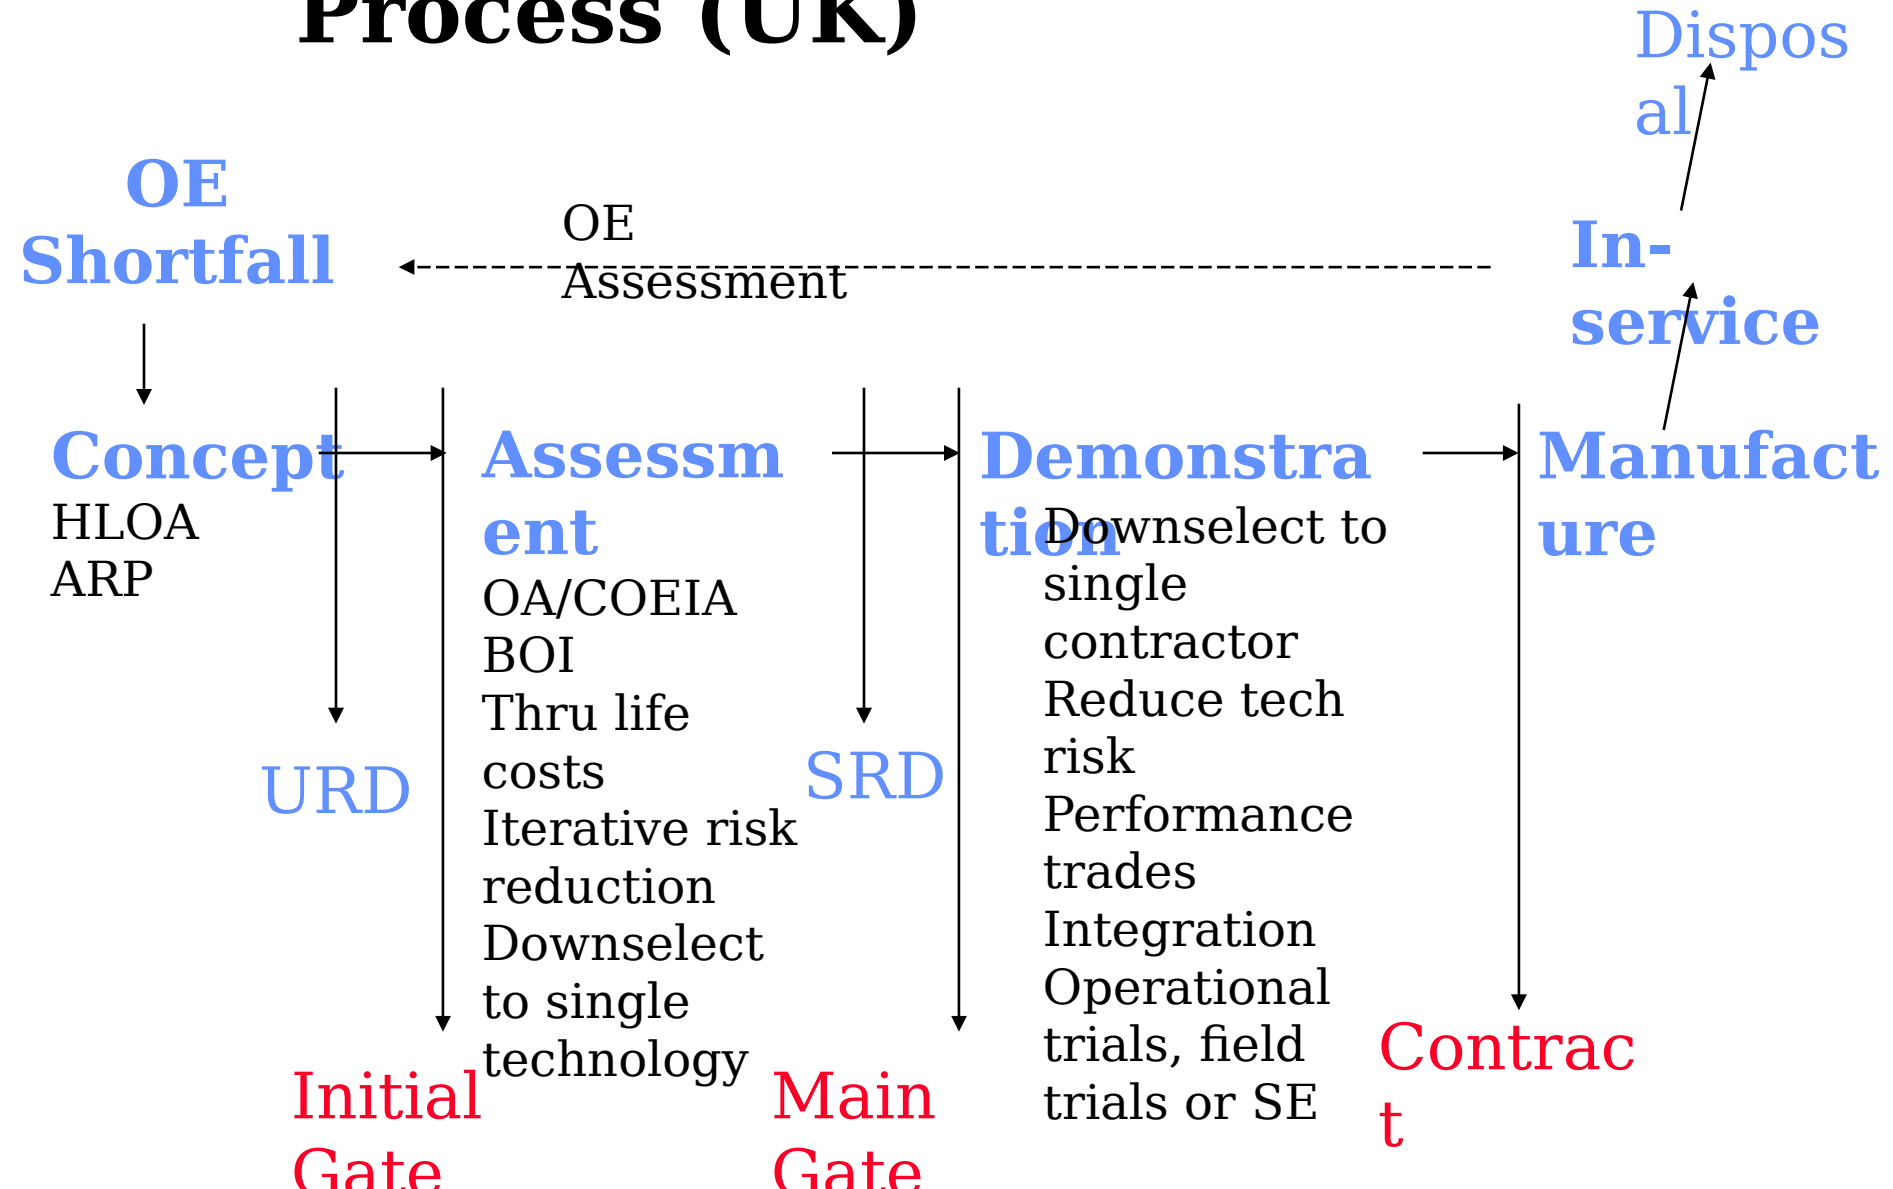 Process (UK)
Dispos
al
OE
Shortfall
OE
Assessment
In-
service
Concept
HLOA
ARP
Assessm
ent
OA/COEIA
BOI
Thru life
costs
Iterative risk
reduction
Downselect
to single
technology
Demonstra
tion
Downselect to
single
contractor
Reduce tech
risk
Performance
trades
Integration
Operational
trials, field
trials or SE
Manufact
ure
URD
SRD
Initial
Gate
Main
Gate
Contrac
t